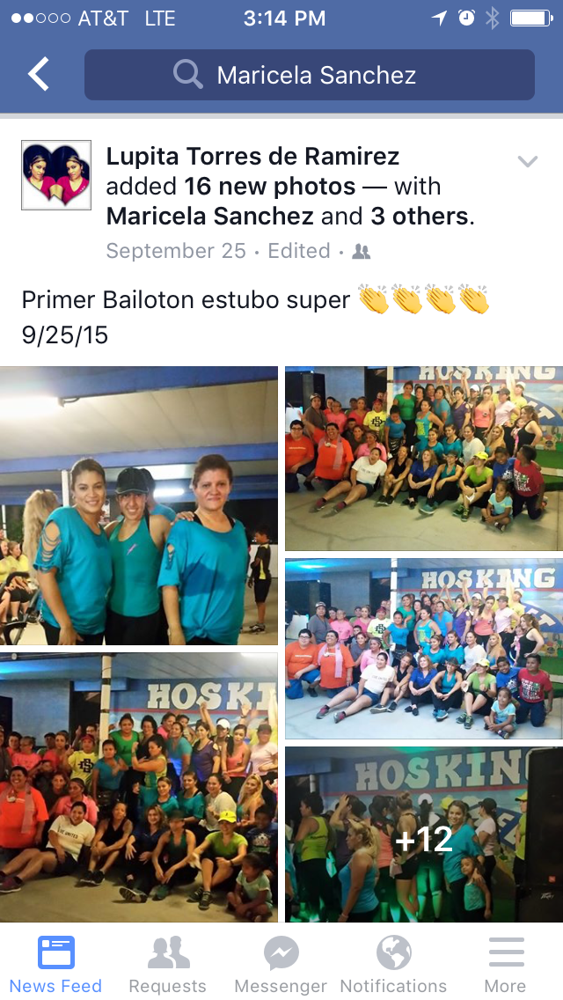 AT&T LTE 3:14 PM
Maricela Sanchez
Lupita Torres de Ramirez
added 16 new photos — with
Maricela Sanchez and 3 others.
September 25 · Edited ·
Primer Bailoton estubo super 👏👏👏👏
9/25/15
HOSKING
HOSKING
HOSKI
HOSKIN
+12
News Feed Requests Messenger Notifications More